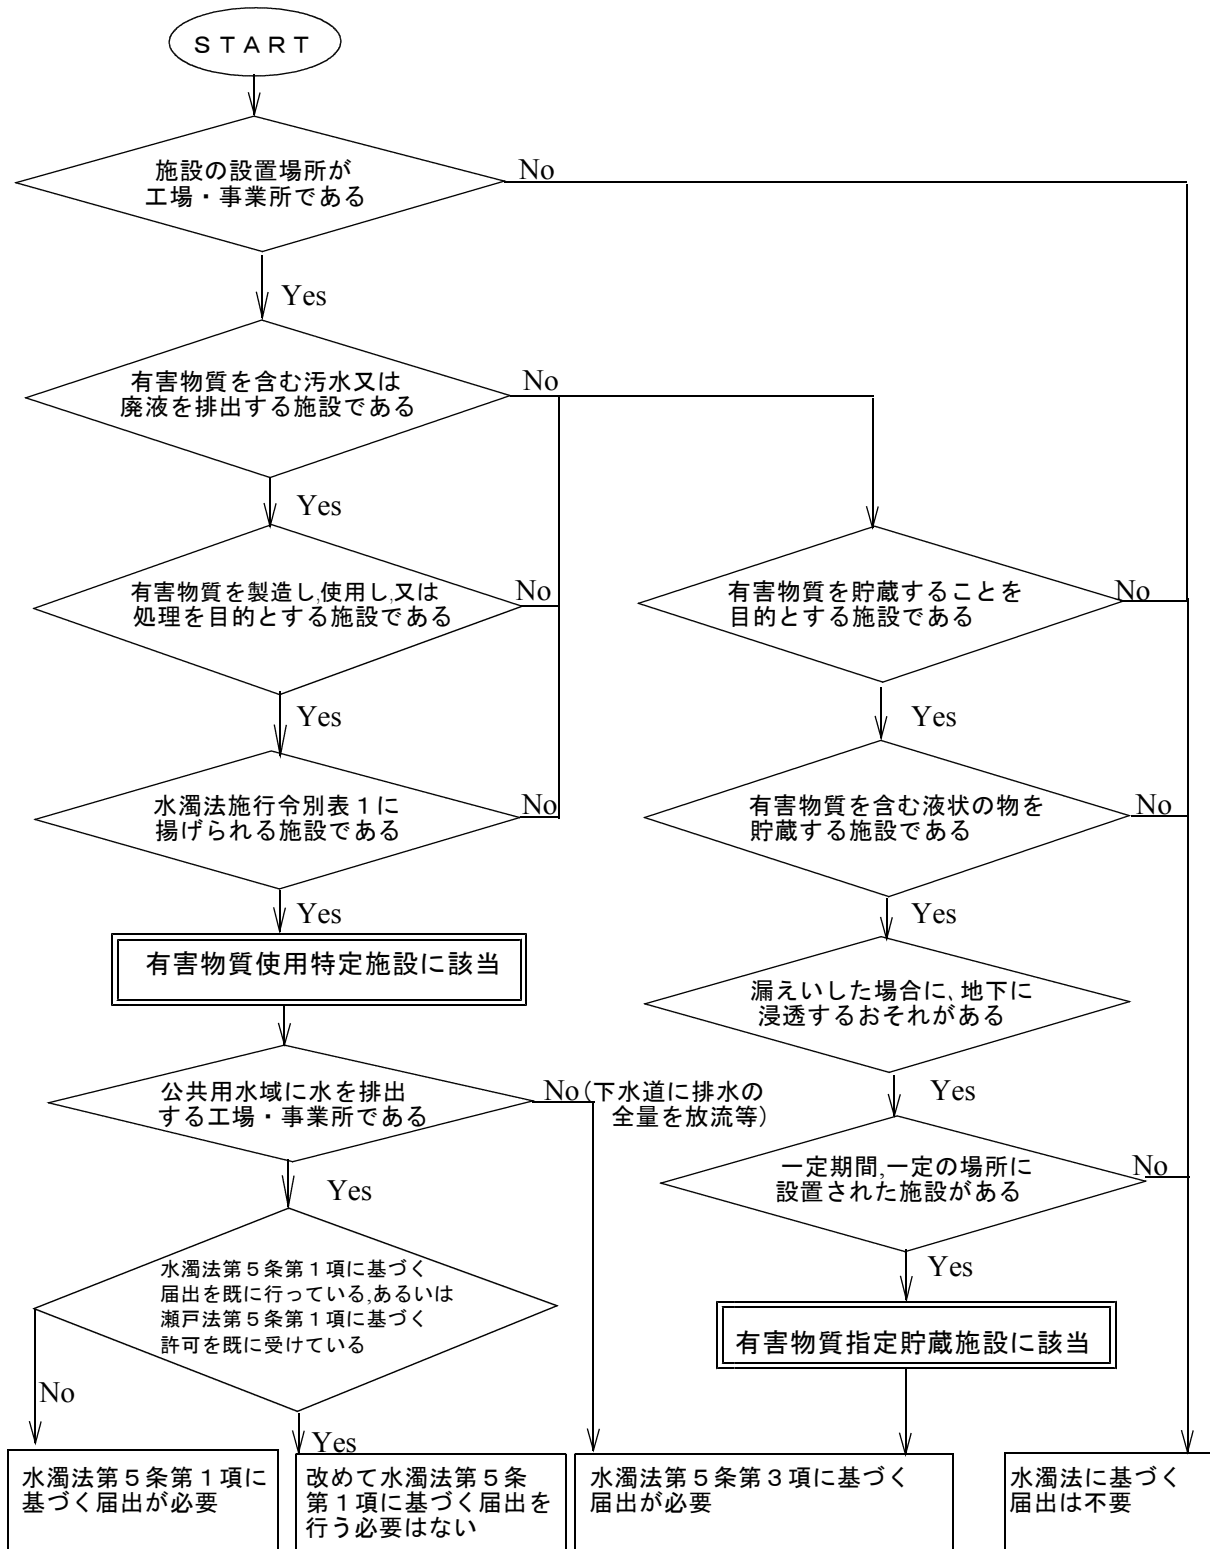 ＳＴＡＲＴ
施設の設置場所が
工場・事業所である
No
Yes
有害物質を含む汚水又は
廃液を排出する施設である
No
Yes
有害物質を製造し,使用し,又は
処理を目的とする施設である
No
Yes
水濁法施行令別表１に
揚げられる施設である
No
Yes
有害物質使用特定施設に該当
公共用水域に水を排出
する工場・事業所である
No(下水道に排水の
全量を放流等)
Yes
水濁法第５条第１項に基づく
届出を既に行っている,あるいは
瀬戸法第５条第１項に基づく
許可を既に受けている
No
Yes
有害物質を貯蔵することを
目的とする施設である
No
Yes
有害物質を含む液状の物を
貯蔵する施設である
No
Yes
漏えいした場合に、地下に
浸透するおそれがある
Yes
一定期間,一定の場所に
設置された施設がある
No
Yes
有害物質指定貯蔵施設に該当
水濁法第５条第１項に
基づく届出が必要
改めて水濁法第５条
第１項に基づく届出を
行う必要はない
水濁法第５条第３項に基づく
届出が必要
水濁法に基づく
届出は不要